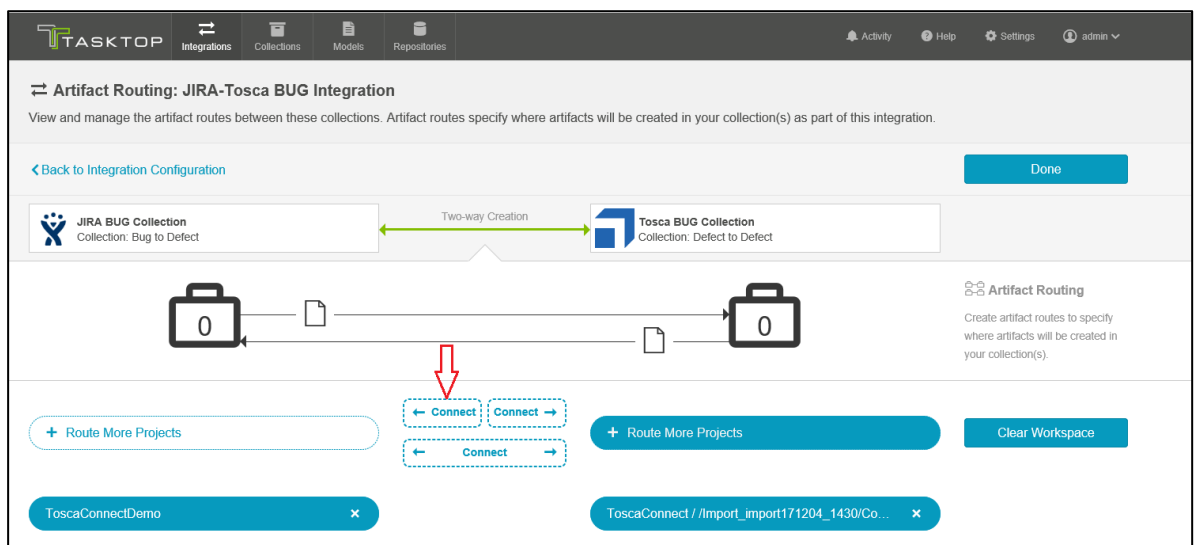 TASKTOP
Integrations
Collections
Models
Repositories
Activity
Help
Settings
admin
Artifact Routing: JIRA-Tosca BUG Integration
View and manage the artifact routes between these collections. Artifact routes specify where artifacts will be created in your collection(s) as part of this integration.
Back to Integration Configuration
Done
JIRA BUG Collection
Collection: Bug to Defect
Two-way Creation
Tosca BUG Collection
Collection: Defect to Defect
0
0
Artifact Routing
Create artifact routes to specify
where artifacts will be created in
your collection(s).
+ Route More Projects
← Connect
Connect →
← Connect →
+ Route More Projects
Clear Workspace
ToscaConnectDemo ×
ToscaConnect / /Import_import171204_1430/Co... ×